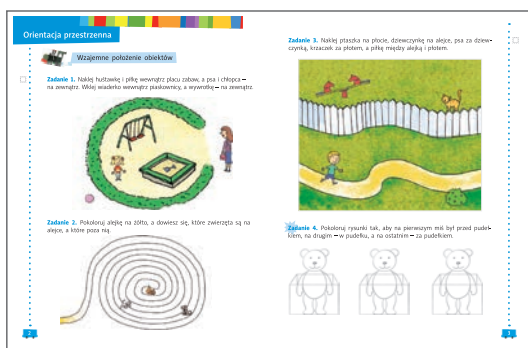 Orientacja przestrzenna
Wzajemne położenie obiektów
Zadanie 1. Naklej huśtawkę i piłkę wewnątrz placu zabaw, a psa i chłopca –
na zewnątrz. Wklej wiaderko wewnątrz piaskownicy, a wywrotkę – na zewnątrz.
Zadanie 2. Pokoloruj alejkę na żółto, a dowiesz się, które zwierzęta są na
alejce, a które poza nią.
2
Zadanie 3. Naklej ptaszka na płocie, dziewczynkę na alejce, psa za dziew-
czynką, krzaczek za płotem, a piłkę między alejką i płotem.
Zadanie 4. Pokoloruj rysunki tak, aby na pierwszym miś był przed pudeł-
kiem, na drugim – w pudełku, a na ostatnim – za pudełkiem.
3